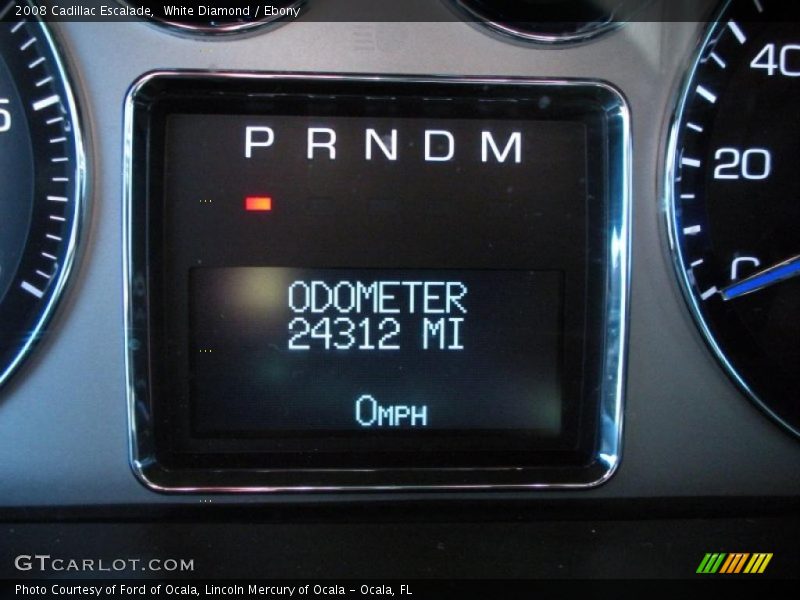 2008 Cadillac Escalade,  White Diamond / Ebony
5
40
20
P R N D M
ODOMETER
24312 MI
0MPH
GTCARLOT.COM
Photo Courtesy of Ford of Ocala, Lincoln Mercury of Ocala - Ocala, FL